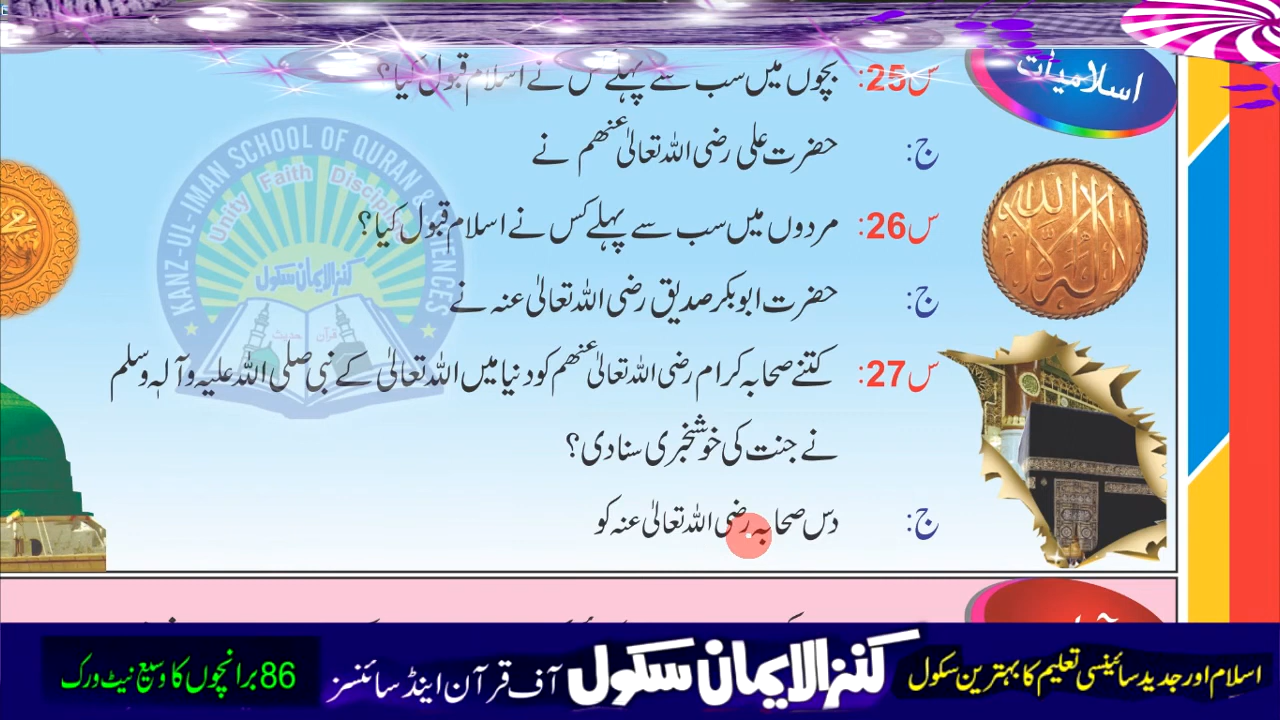 اسلامیات
س25: بچوں میں سب سے پہلے کس نے اسلام قبول کیا؟
ج: حضرت علی رضی اللہ تعالیٰ عنھم نے
س26: مردوں میں سب سے پہلے کس نے اسلام قبول کیا؟
ج: حضرت ابوبکر صدیق رضی اللہ تعالیٰ عنہ نے
س27: کتنے صحابہ کرام رضی اللہ تعالیٰ عنھم کو دنیا میں اللہ تعالیٰ کے نبی صلی اللہ علیہ وآلہ وسلم
نے جنت کی خوشخبری سنا دی؟
ج: دس صحابہ رضی اللہ تعالیٰ عنہ کو
KANZ-UL-IMAN SCHOOL OF QURAN &
Unity Faith
کنزالایمان سکول
قرآن حدیث
اسلام اور جدید سائینسی تعلیم کا بہترین سکول
کنزالایمان سکول آف قرآن اینڈ سائنسز
86 برانچوں کا وسیع نیٹ ورک